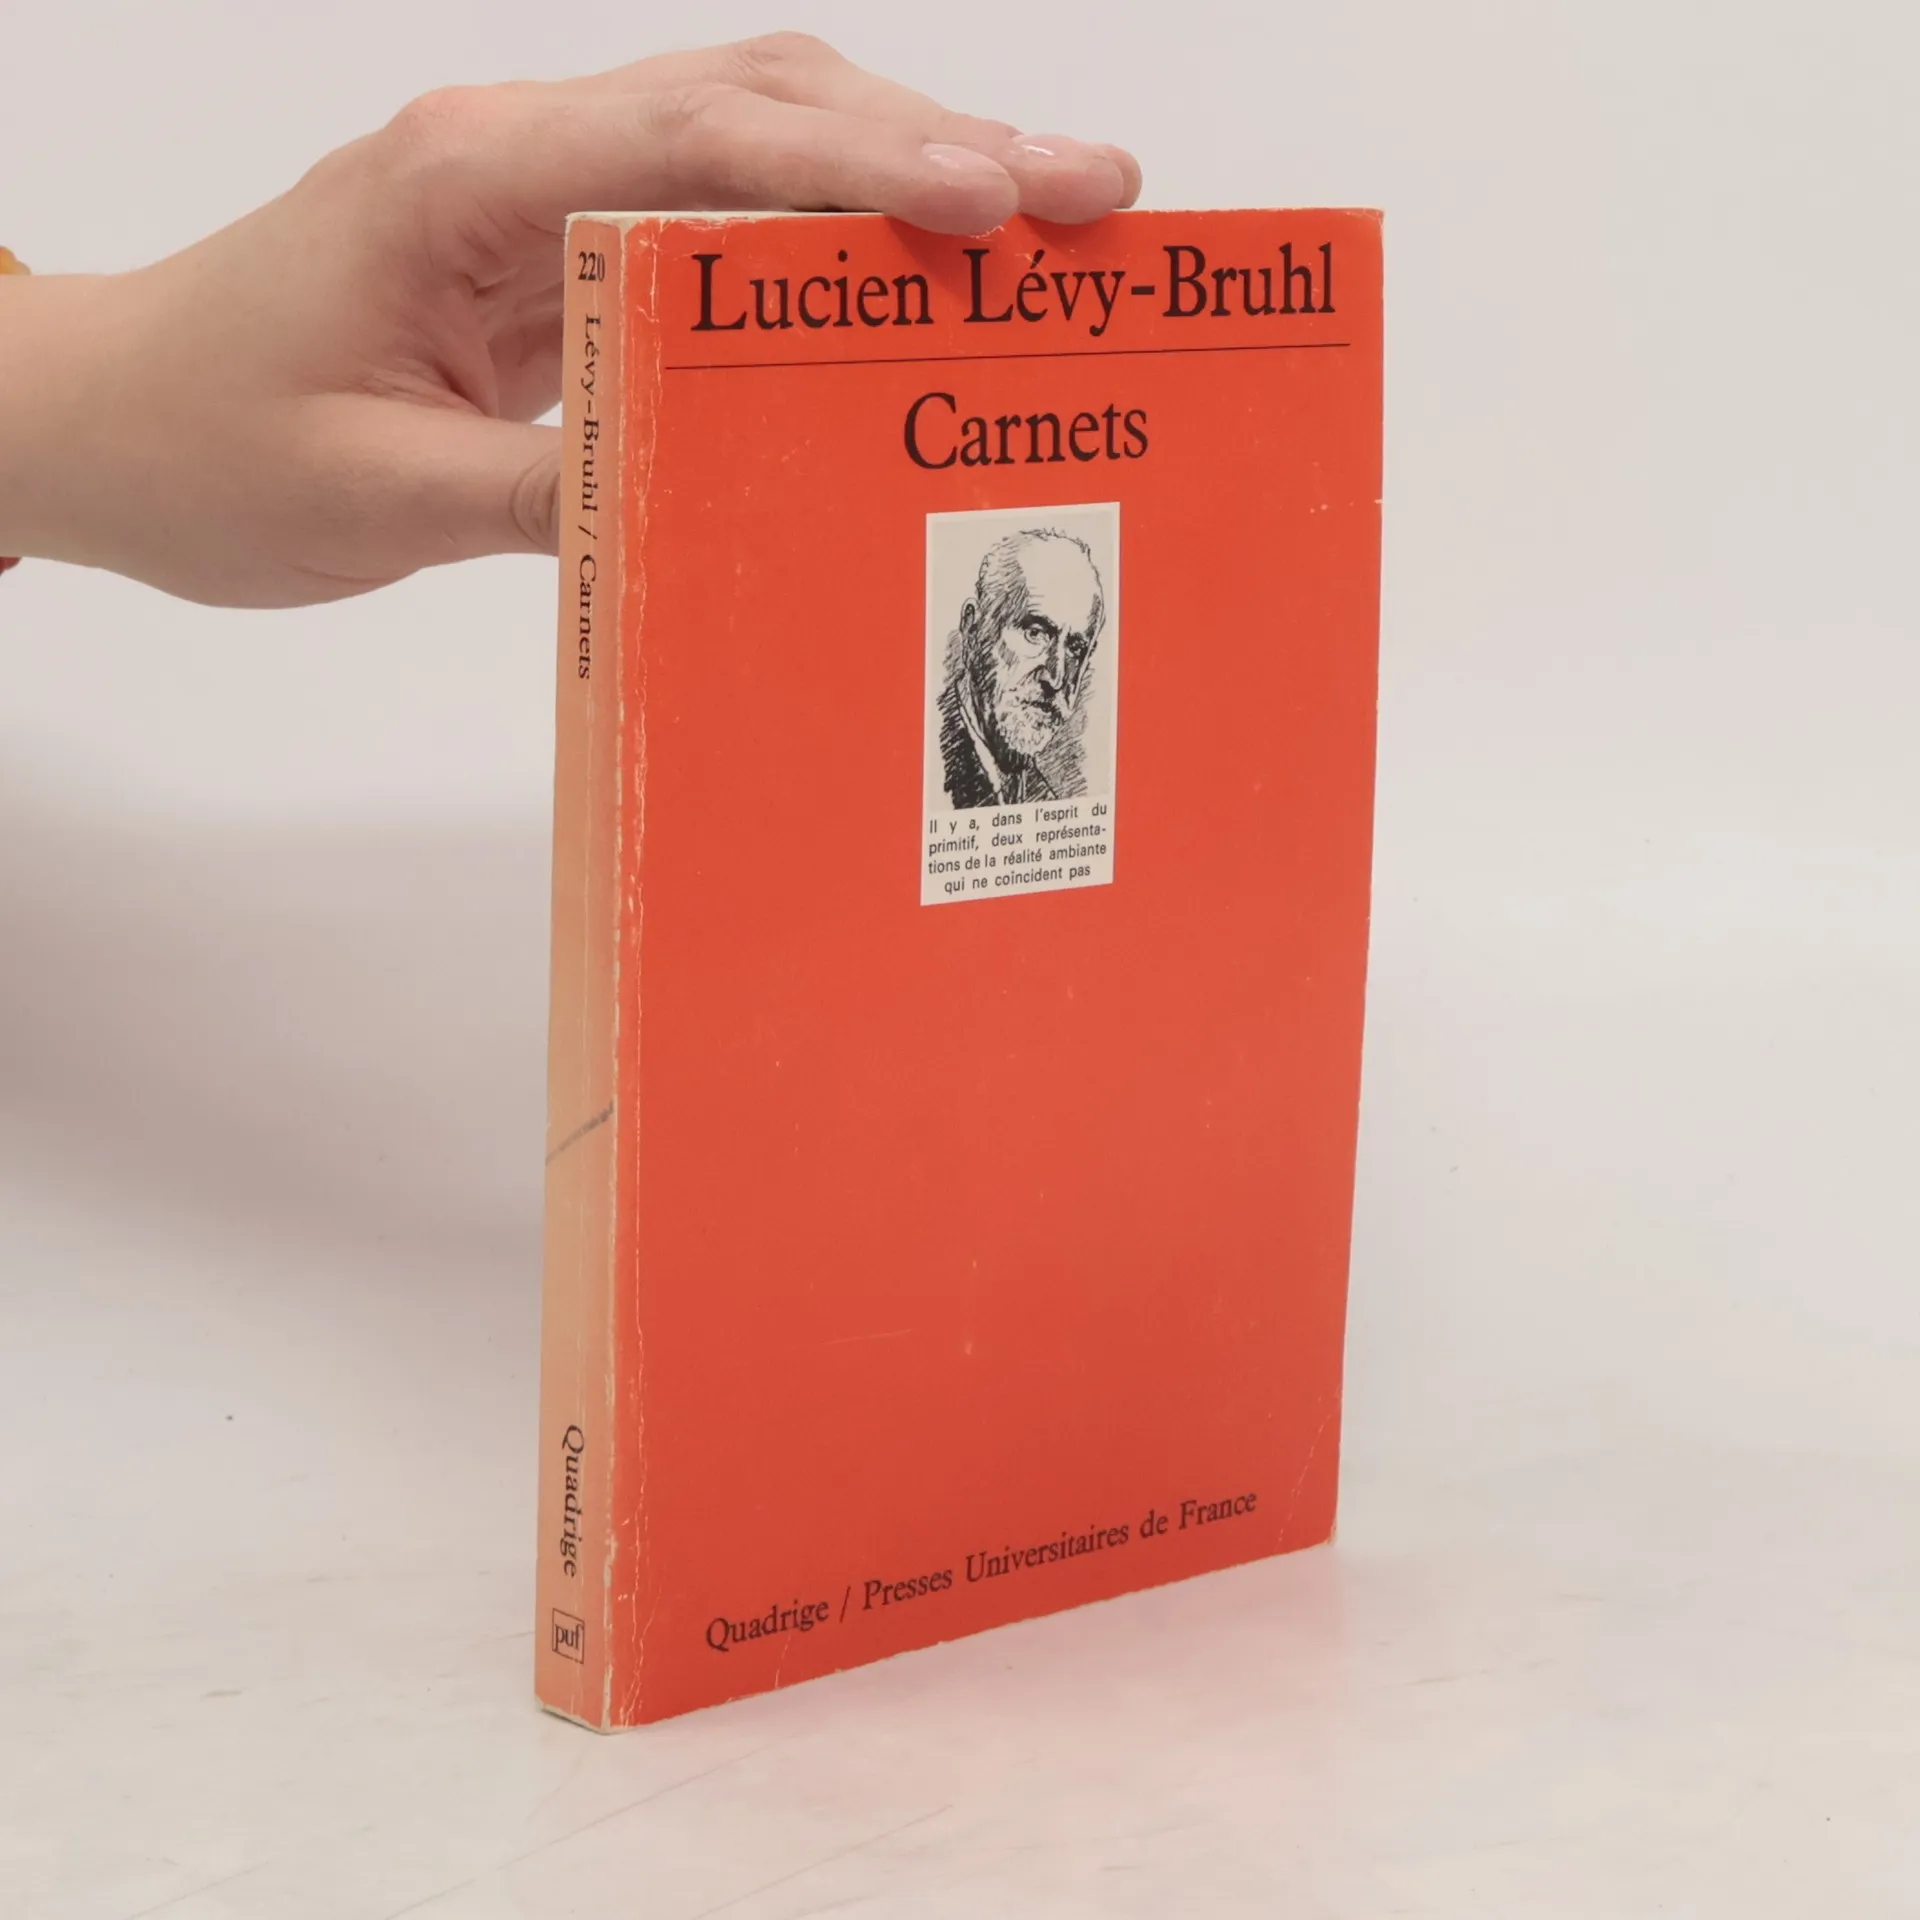 220
Lévy-Bruhl / Carnets
Quadrige
puf
Lucien Lévy-Bruhl
Carnets
Il y a, dans l'esprit du
primitif, deux représenta-
tions de la réalité ambiante
qui ne coïncident pas
Quadrige / Presses Universitaires de France